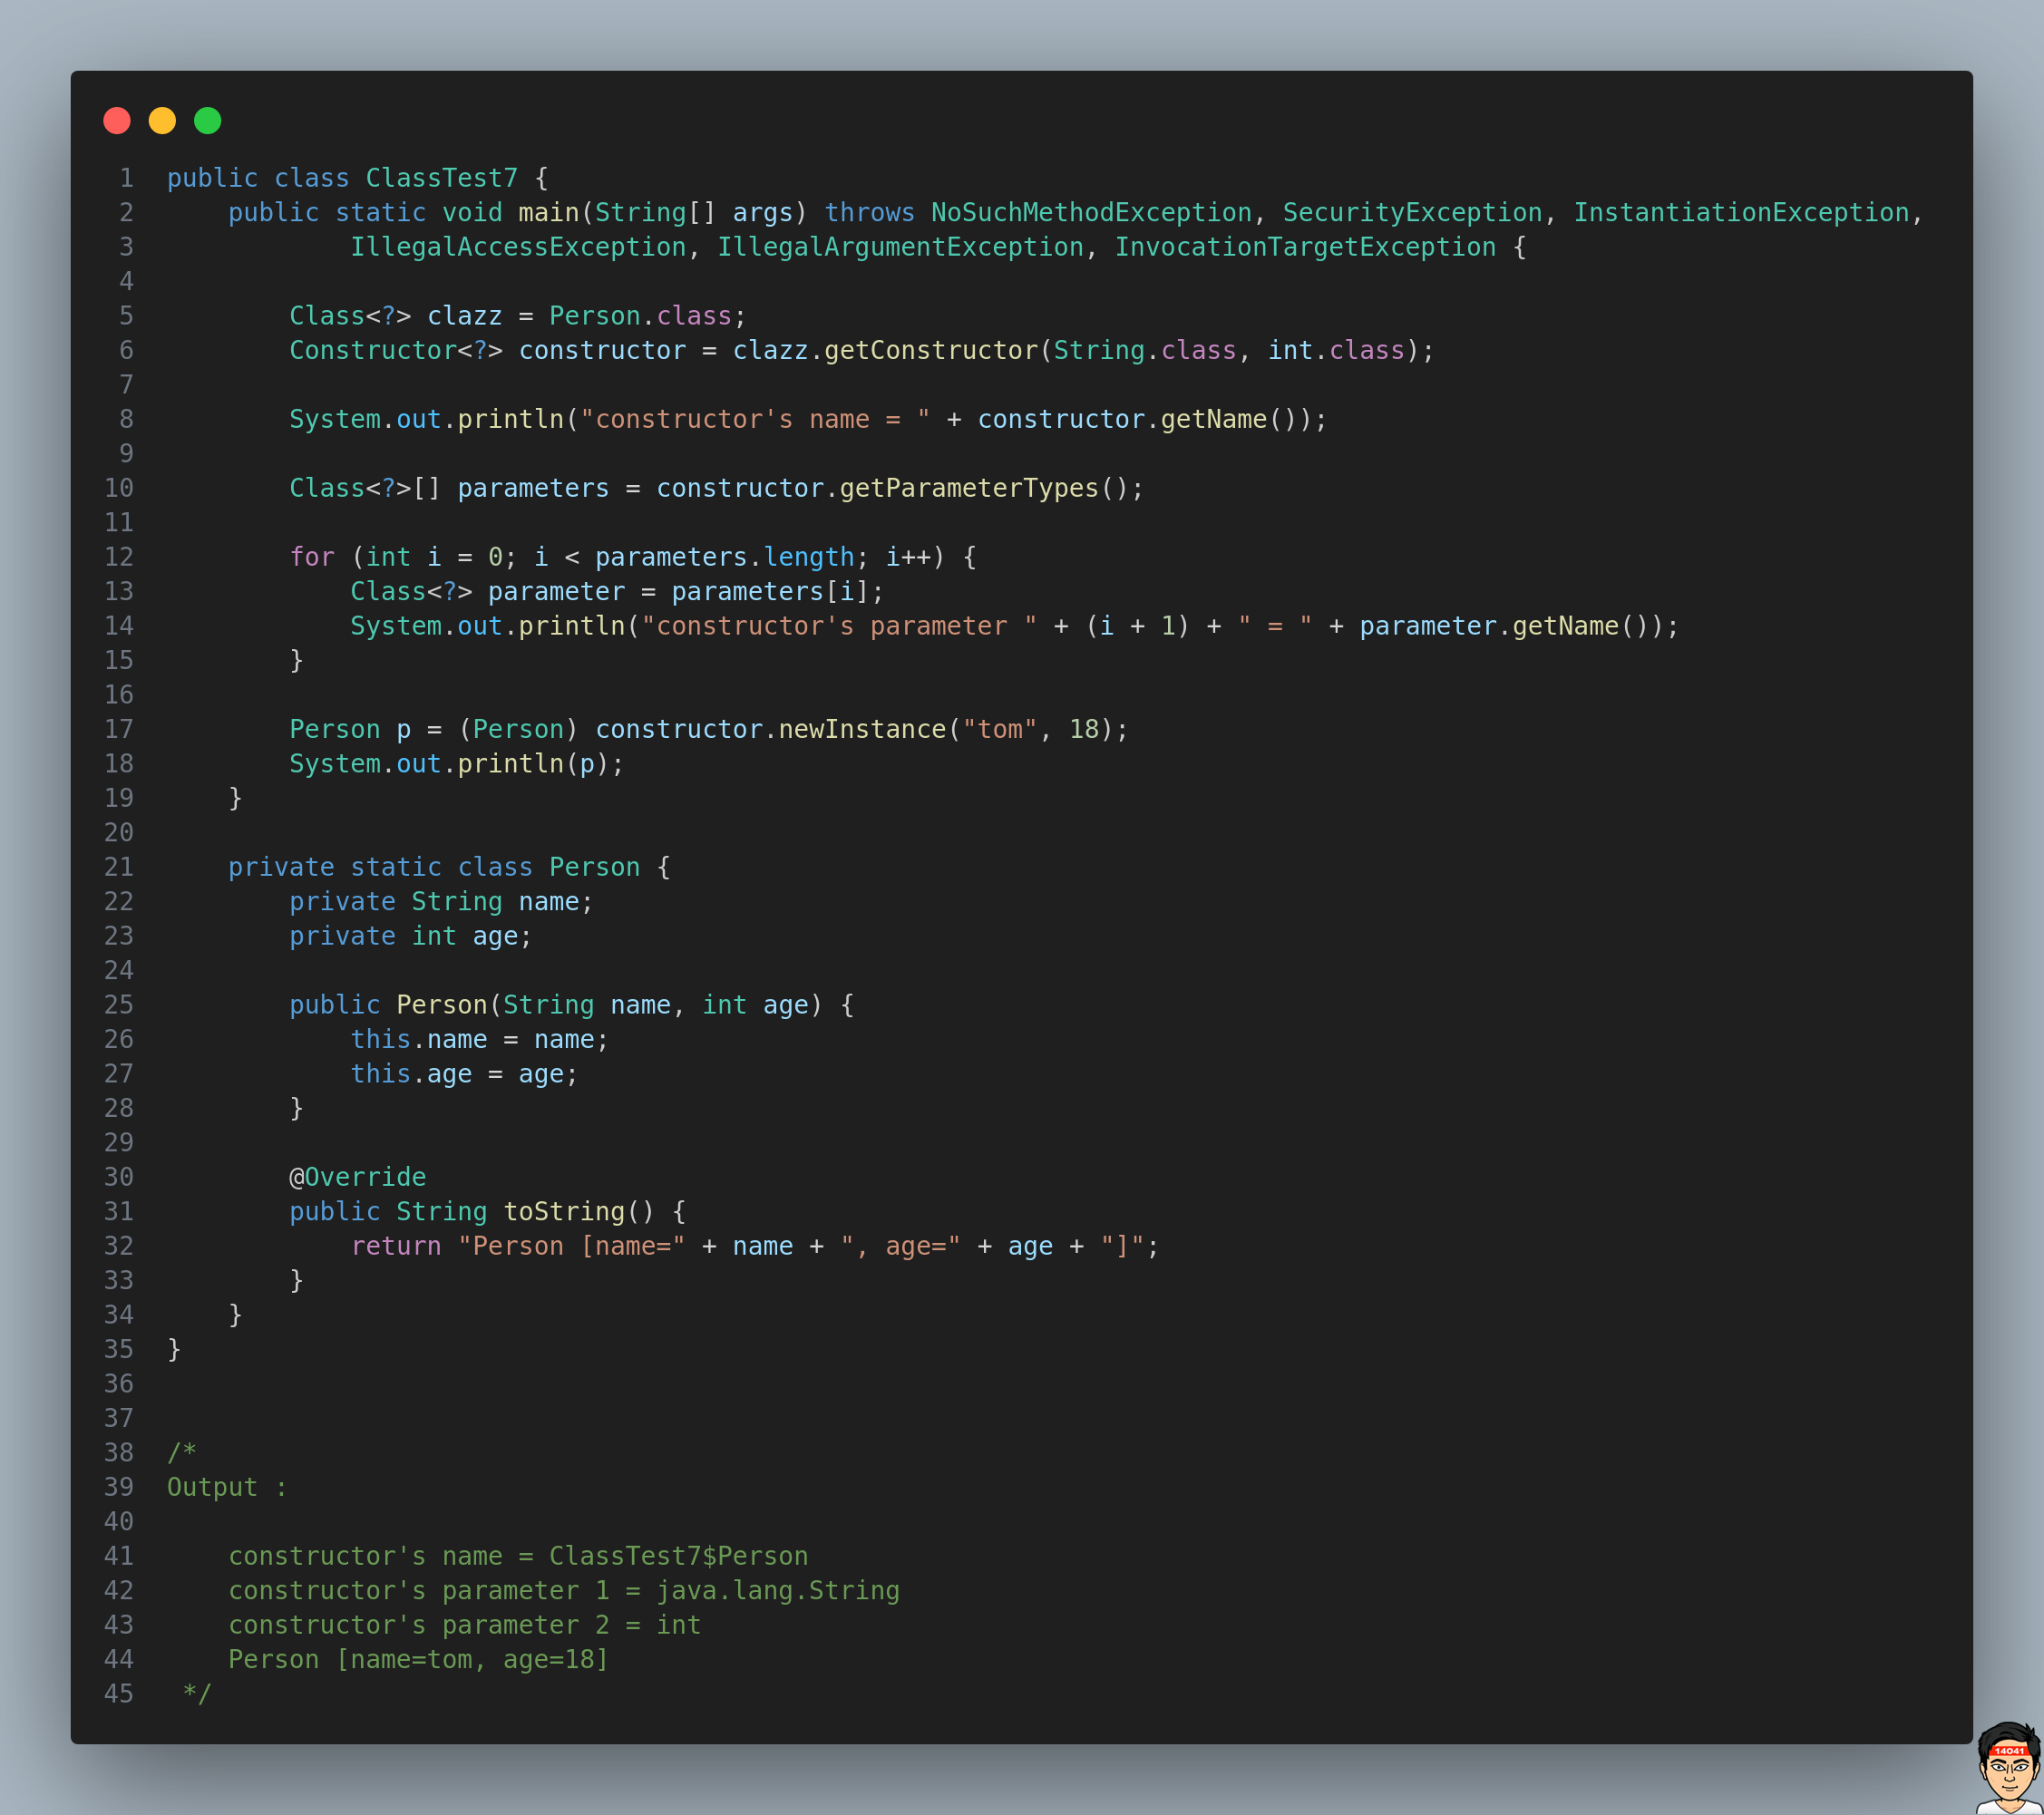 1 public class ClassTest7 {
2     public static void main(String[] args) throws NoSuchMethodException, SecurityException, InstantiationException,
3             IllegalAccessException, IllegalArgumentException, InvocationTargetException {
4
5         Class<?> clazz = Person.class;
6         Constructor<?> constructor = clazz.getConstructor(String.class, int.class);
7
8         System.out.println("constructor's name = " + constructor.getName());
9
10         Class<?>[] parameters = constructor.getParameterTypes();
11
12         for (int i = 0; i < parameters.length; i++) {
13             Class<?> parameter = parameters[i];
14             System.out.println("constructor's parameter " + (i + 1) + " = " + parameter.getName());
15         }
16
17         Person p = (Person) constructor.newInstance("tom", 18);
18         System.out.println(p);
19     }
20
21     private static class Person {
22         private String name;
23         private int age;
24
25         public Person(String name, int age) {
26             this.name = name;
27             this.age = age;
28         }
29
30         @Override
31         public String toString() {
32             return "Person [name=" + name + ", age=" + age + "]";
33         }
34     }
35 }
36
37
38 /*
39 Output :
40
41     constructor's name = ClassTest7$Person
42     constructor's parameter 1 = java.lang.String
43     constructor's parameter 2 = int
44     Person [name=tom, age=18]
45  */
14041